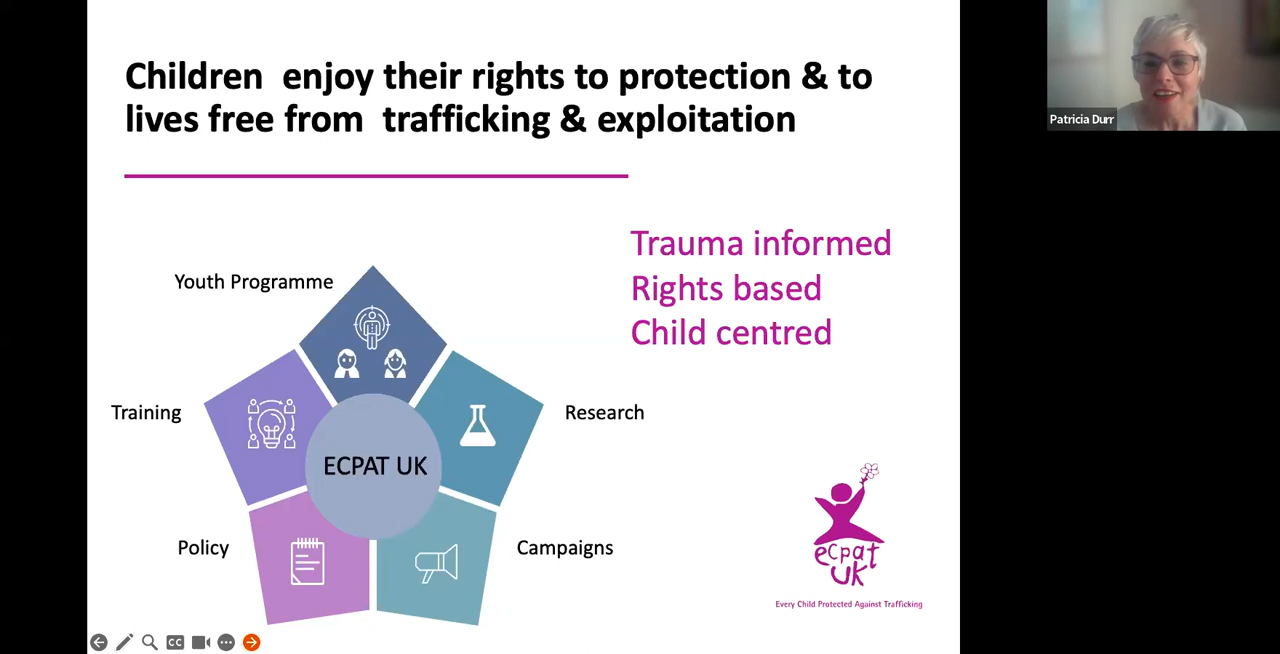 Children enjoy their rights to protection & to
lives free from trafficking & exploitation
Patricia Durr
Trauma informed
Rights based
Child centred
Youth Programme
Training
Research
ECPAT UK
Policy
Campaigns
ecpat
UK
Every Child Protected Against Trafficking
CC